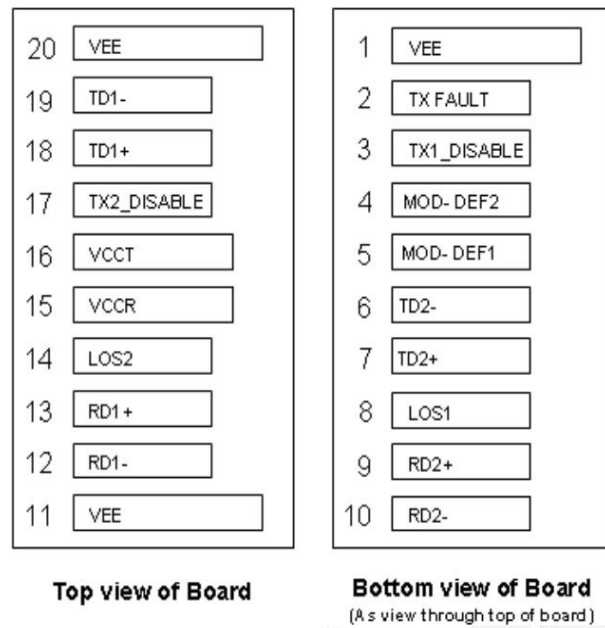 20 VEE
19 TD1-
18 TD1+
17 TX2_DISABLE
16 VCCT
15 VCCR
14 LOS2
13 RD1+
12 RD1-
11 VEE
Top view of Board
1 VEE
2 TX FAULT
3 TX1_DISABLE
4 MOD- DEF2
5 MOD- DEF1
6 TD2-
7 TD2+
8 LOS1
9 RD2+
10 RD2-
Bottom view of Board
(As view through top of board)